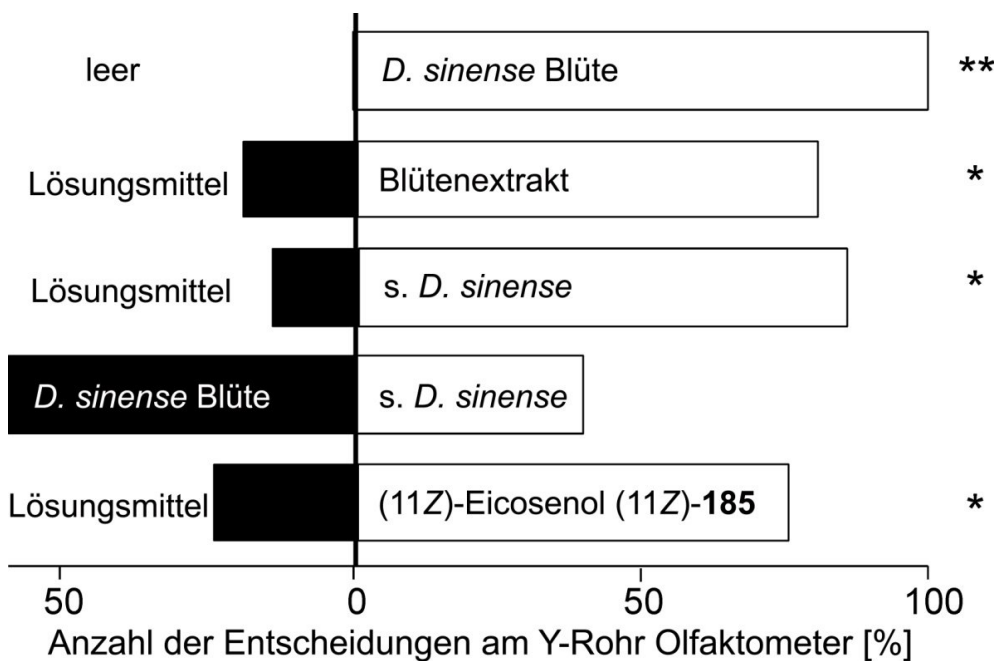 leer D. sinense Blüte **
Lösungsmittel Blütenextrakt *
Lösungsmittel s. D. sinense *
D. sinense Blüte s. D. sinense
Lösungsmittel (11Z)-Eicosenol (11Z)-185 *
50 0 50 100
Anzahl der Entscheidungen am Y-Rohr Olfaktometer [%]